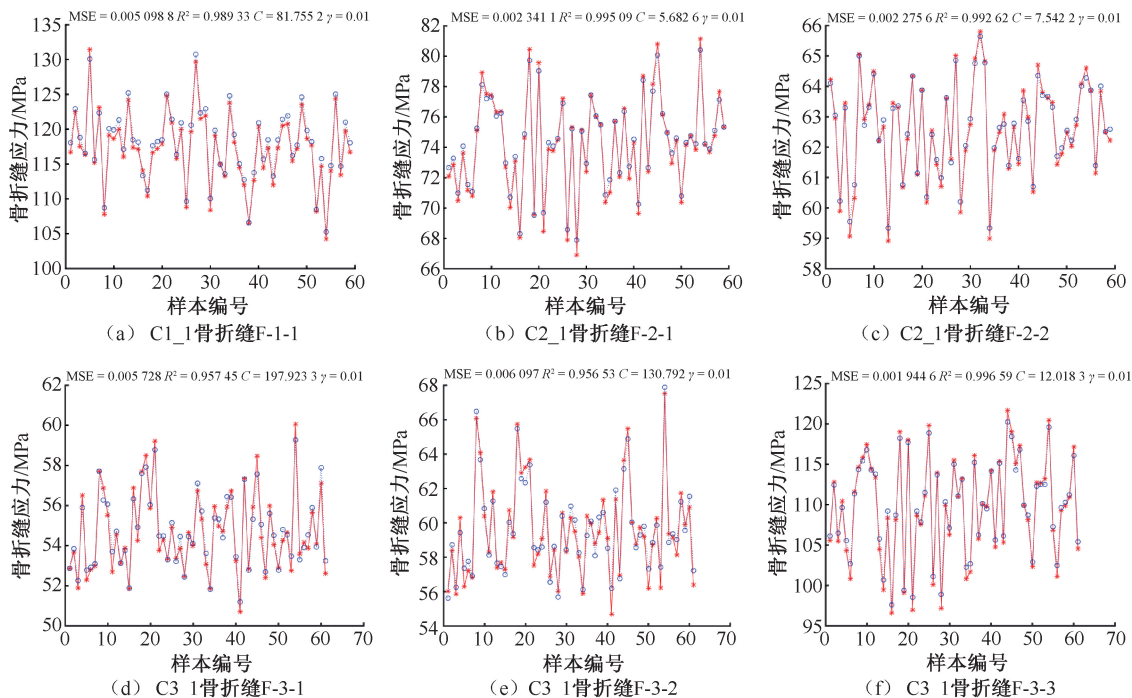 MSE = 0.005 098 8 R² = 0.989 33 C = 81.755 2 γ = 0.01
骨折缝应力/MPa
135
130
125
120
115
110
105
100
0 10 20 30 40 50 60
样本编号
（a） C1_1骨折缝F-1-1
MSE = 0.002 341 1 R² = 0.995 09 C = 5.682 6 γ = 0.01
骨折缝应力/MPa
82
80
78
76
74
72
70
68
66
0 10 20 30 40 50 60
样本编号
（b） C2_1骨折缝F-2-1
MSE = 0.002 275 6 R² = 0.992 62 C = 7.542 2 γ = 0.01
骨折缝应力/MPa
66
65
64
63
62
61
60
59
58
0 10 20 30 40 50 60
样本编号
（c） C2_1骨折缝F-2-2
MSE = 0.005 728 R² = 0.957 45 C = 197.923 3 γ = 0.01
骨折缝应力/MPa
62
60
58
56
54
52
50
0 10 20 30 40 50 60 70
样本编号
（d） C3_1骨折缝F-3-1
MSE = 0.006 097 R² = 0.956 53 C = 130.792 γ = 0.01
骨折缝应力/MPa
68
66
64
62
60
58
56
54
0 10 20 30 40 50 60 70
样本编号
（e） C3_1骨折缝F-3-2
MSE = 0.001 944 6 R² = 0.996 59 C = 12.018 3 γ = 0.01
骨折缝应力/MPa
125
120
115
110
105
100
95
0 10 20 30 40 50 60 70
样本编号
（f） C3_1骨折缝F-3-3